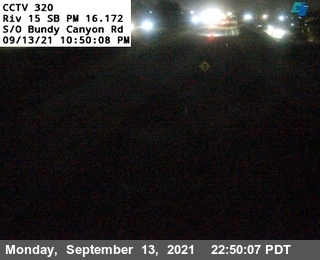 CCTV 320
Riv 15 SB PM 16.172
S/O Bundy Canyon Rd
09/13/21 10:50:08 PM
Monday, September 13, 2021 22:50:07 PDT